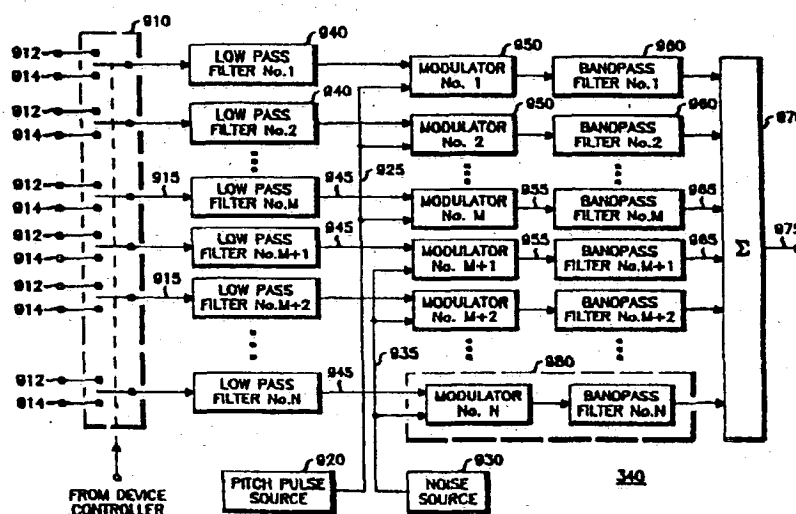 910
912
914
LOW PASS FILTER No.1
940
MODULATOR No. 1
950
BANDPASS FILTER No.1
960
912
914
LOW PASS FILTER No.2
940
MODULATOR No. 2
950
BANDPASS FILTER No.2
960
970
925
912
914
915
LOW PASS FILTER No.M
945
MODULATOR No. M
955
BANDPASS FILTER No.M
965
912
914
LOW PASS FILTER No.M+1
945
MODULATOR No. M+1
955
BANDPASS FILTER No.M+1
965
Σ
975
912
914
915
LOW PASS FILTER No.M+2
MODULATOR No. M+2
BANDPASS FILTER No.M+2
935
980
912
914
LOW PASS FILTER No.N
945
MODULATOR No. N
BANDPASS FILTER No.N
920
PITCH PULSE SOURCE
930
NOISE SOURCE
340
FROM DEVICE CONTROLLER